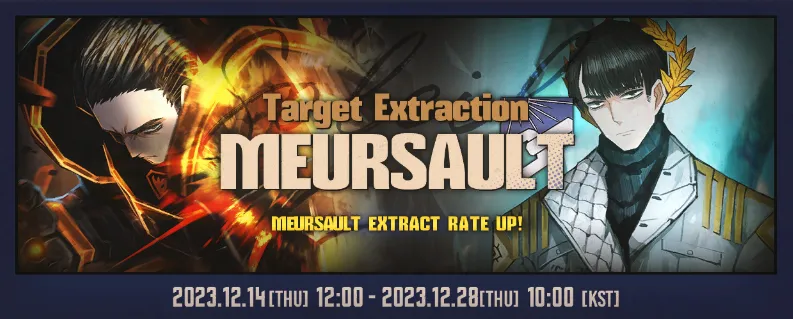 Target Extraction
MEURSAULT
MEURSAULT EXTRACT RATE UP!
2023.12.14[THU] 12:00 - 2023.12.28[THU] 10:00 [KST]